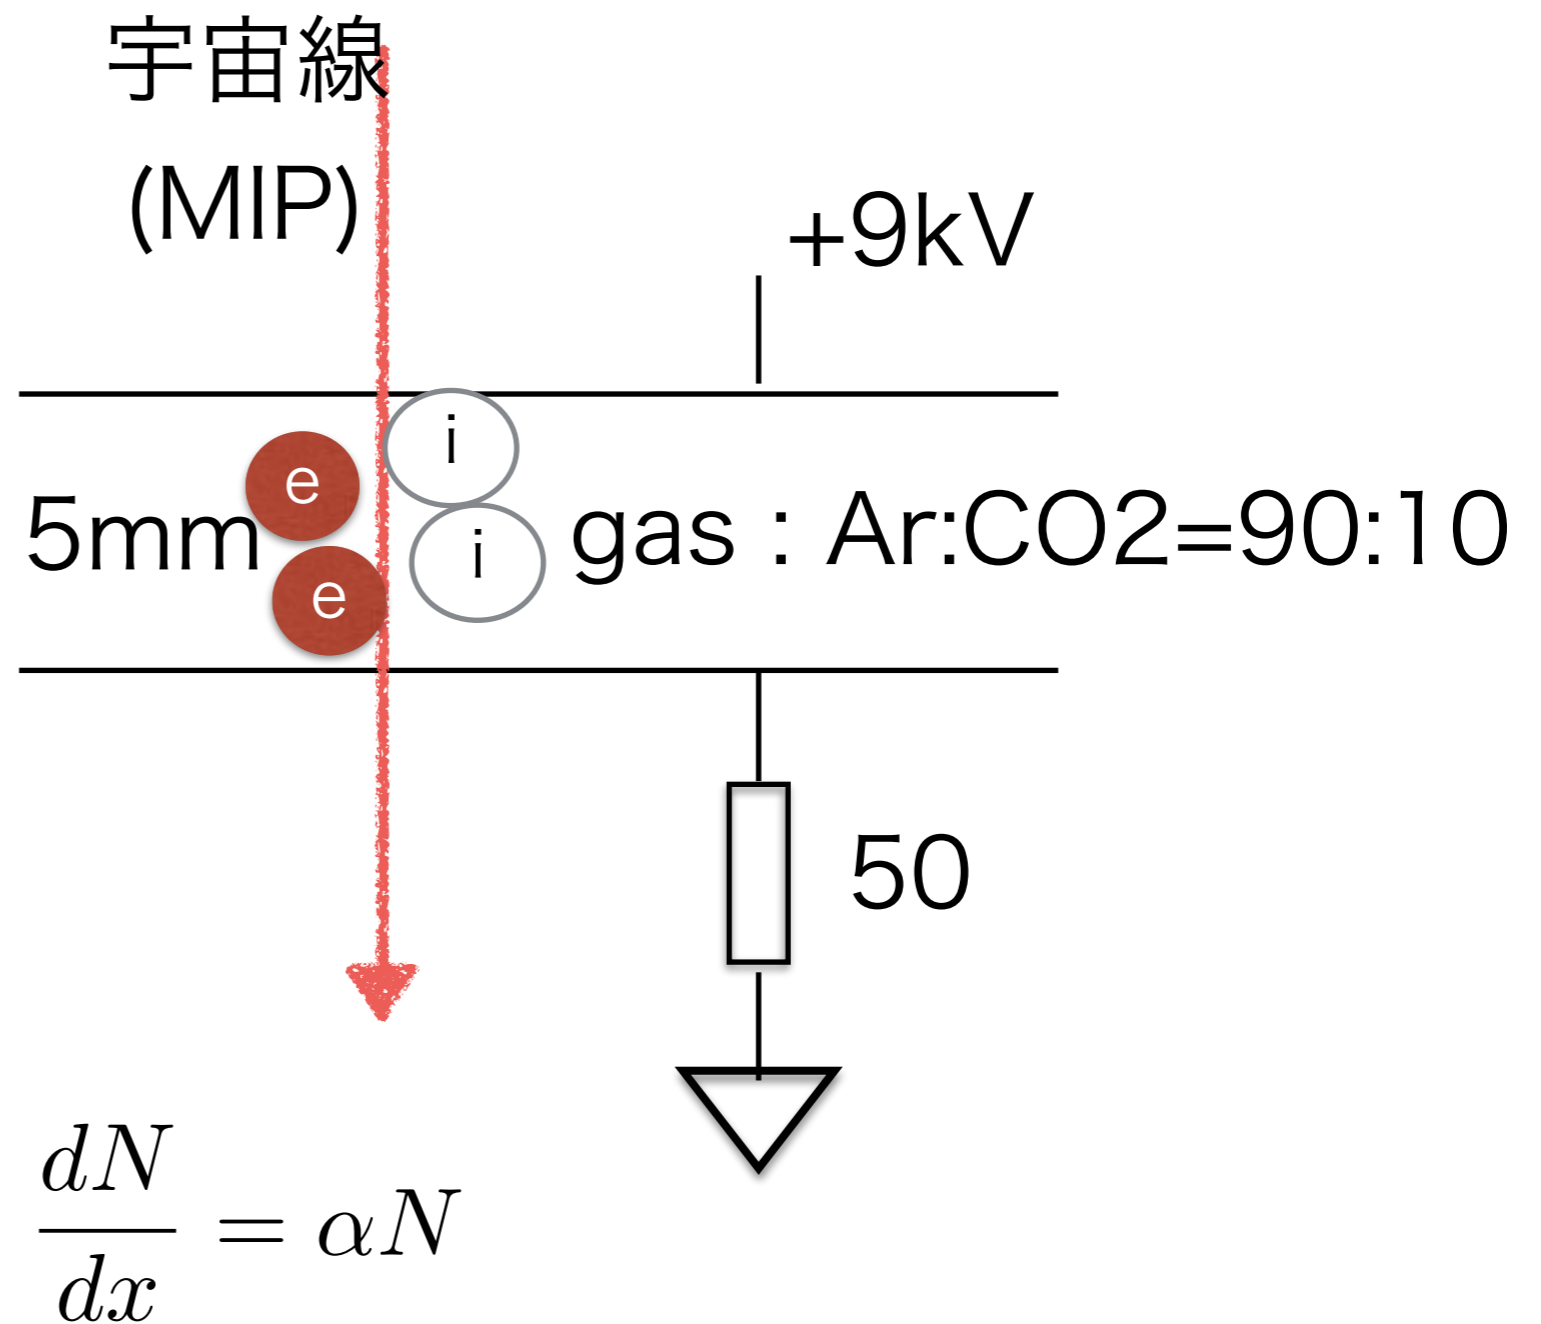 宇宙線
(MIP)
+9kV
i
e
5mm
gas : Ar:CO2=90:10
i
e
50
dN/dx = αN